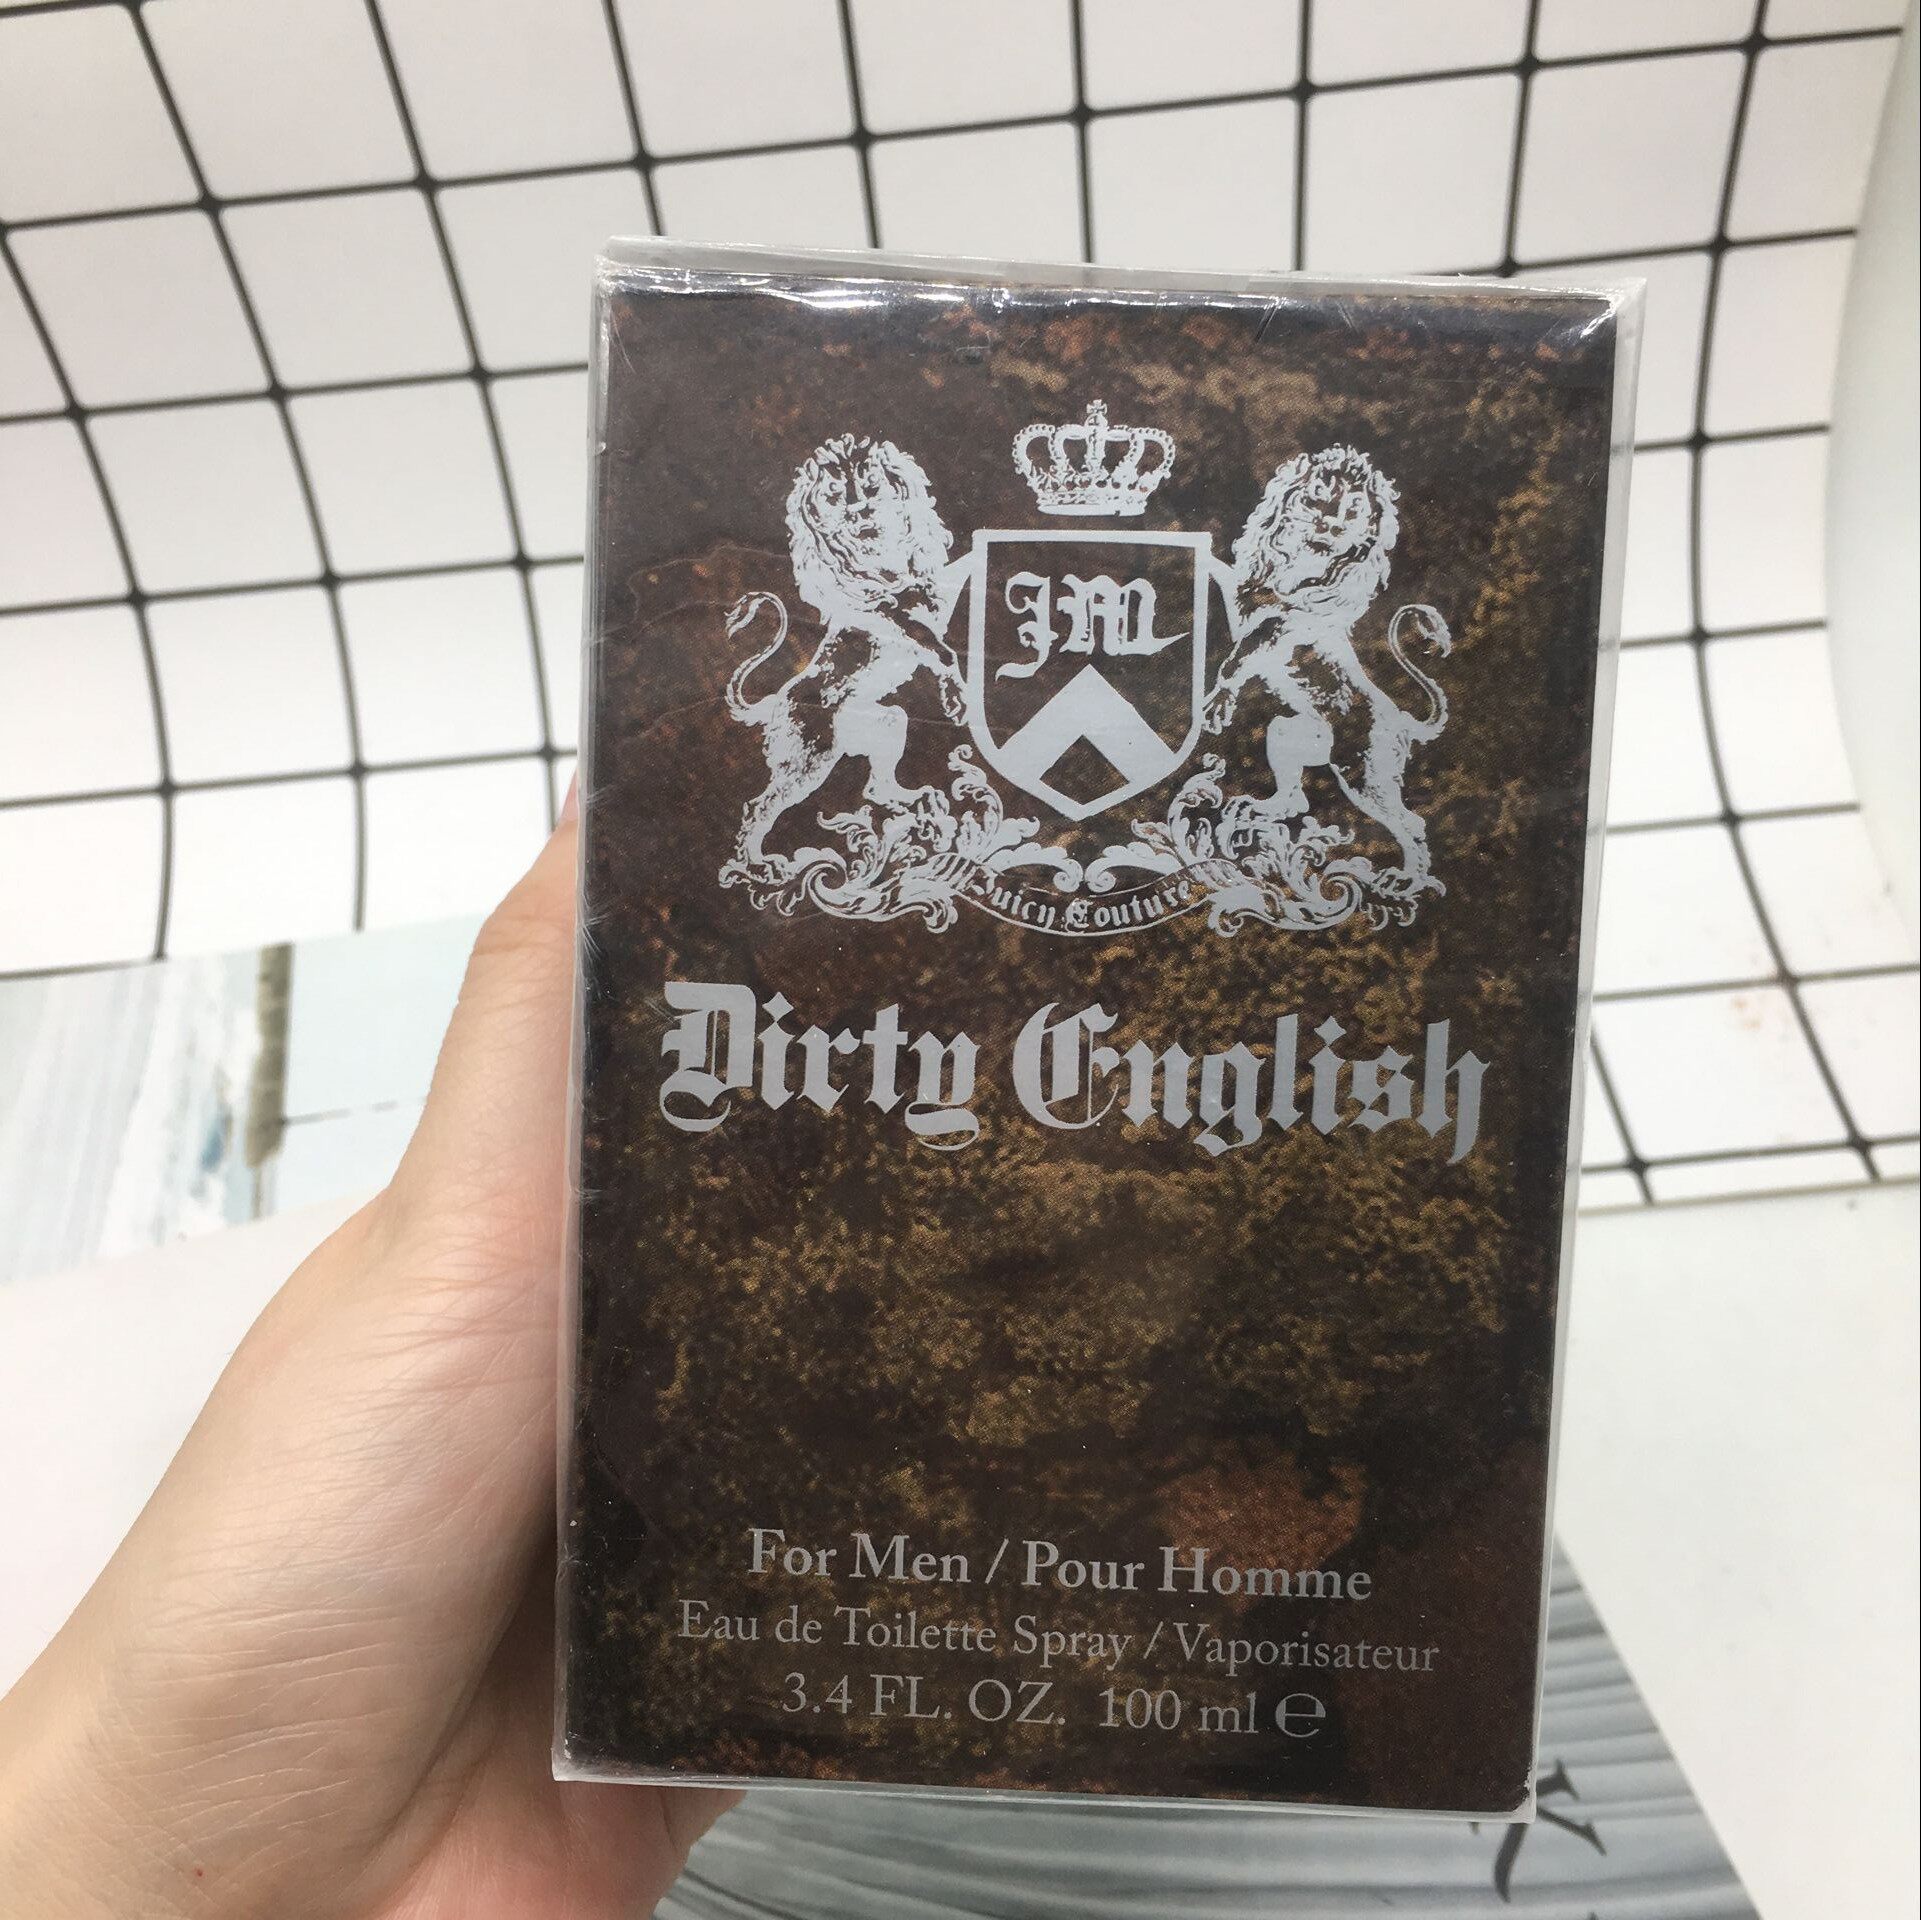 JM
Juicy Couture
Dirty English
For Men / Pour Homme
Eau de Toilette Spray / Vaporisateur
3.4 FL. OZ. 100 ml ℮